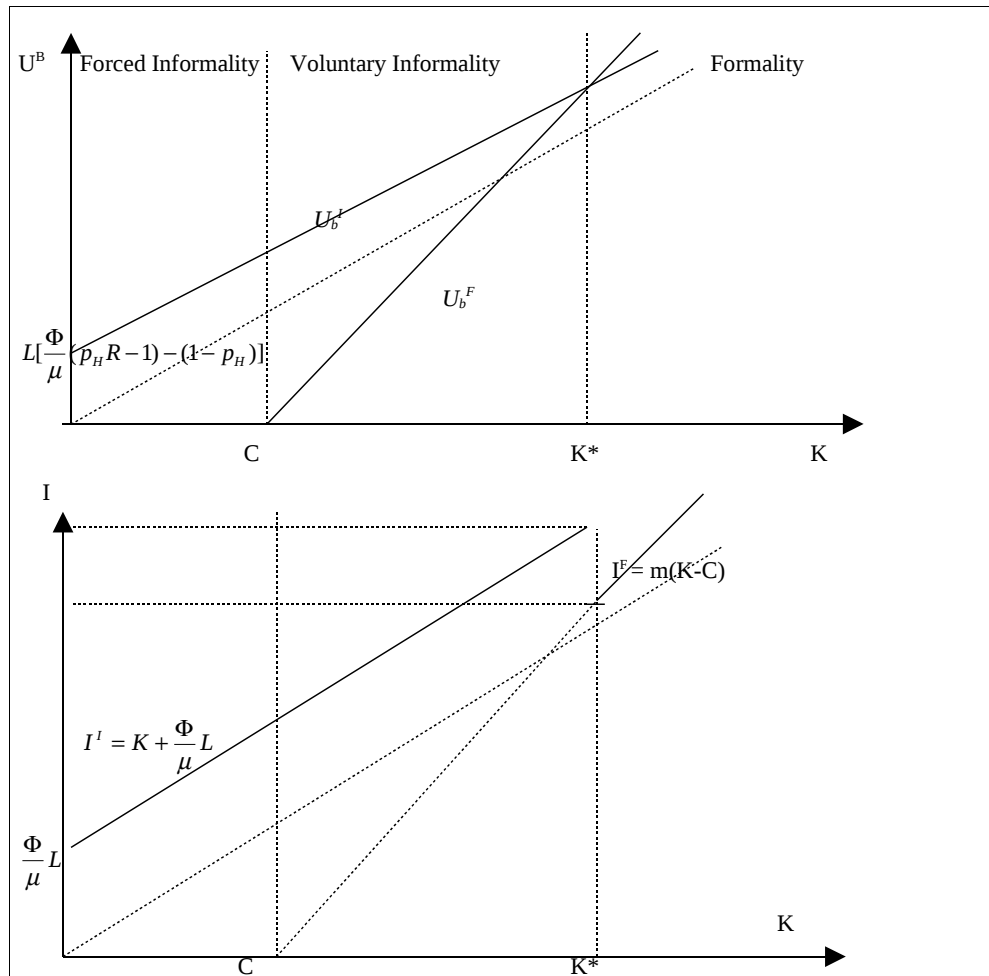 U^B Forced Informality Voluntary Informality Formality
U_b^I
U_b^F
L[Φ/μ(p_H R − 1) − (1 − p_H)]
C K* K
I
I^F = m(K-C)
I^I = K + Φ/μ L
Φ/μ L
K
C K*